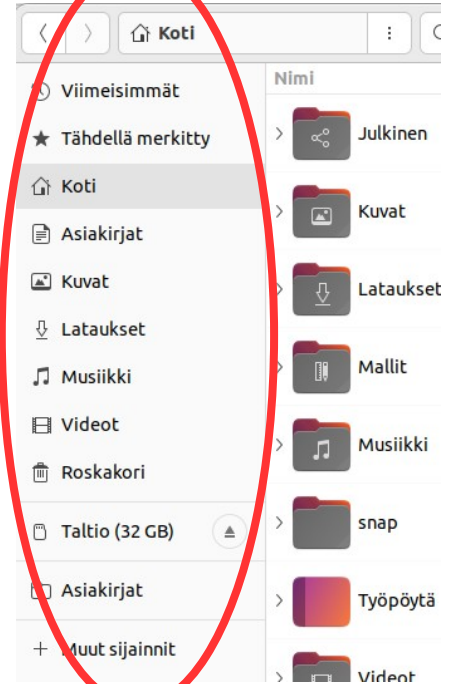 Koti
Viimeisimmät
Tähdellä merkitty
Koti
Asiakirjat
Kuvat
Lataukset
Musiikki
Videot
Roskakori
Taltio (32 GB)
Asiakirjat
Muut sijainnit
Nimi
Julkinen
Kuvat
Lataukset
Mallit
Musiikki
snap
Työpöytä
Videot